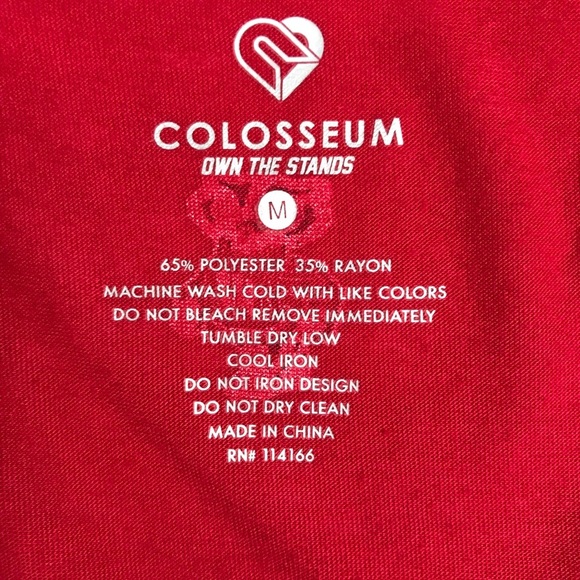 COLOSSEUM
OWN THE STANDS
M
65% POLYESTER 35% RAYON
MACHINE WASH COLD WITH LIKE COLORS
DO NOT BLEACH REMOVE IMMEDIATELY
TUMBLE DRY LOW
COOL IRON
DO NOT IRON DESIGN
DO NOT DRY CLEAN
MADE IN CHINA
RN# 114166